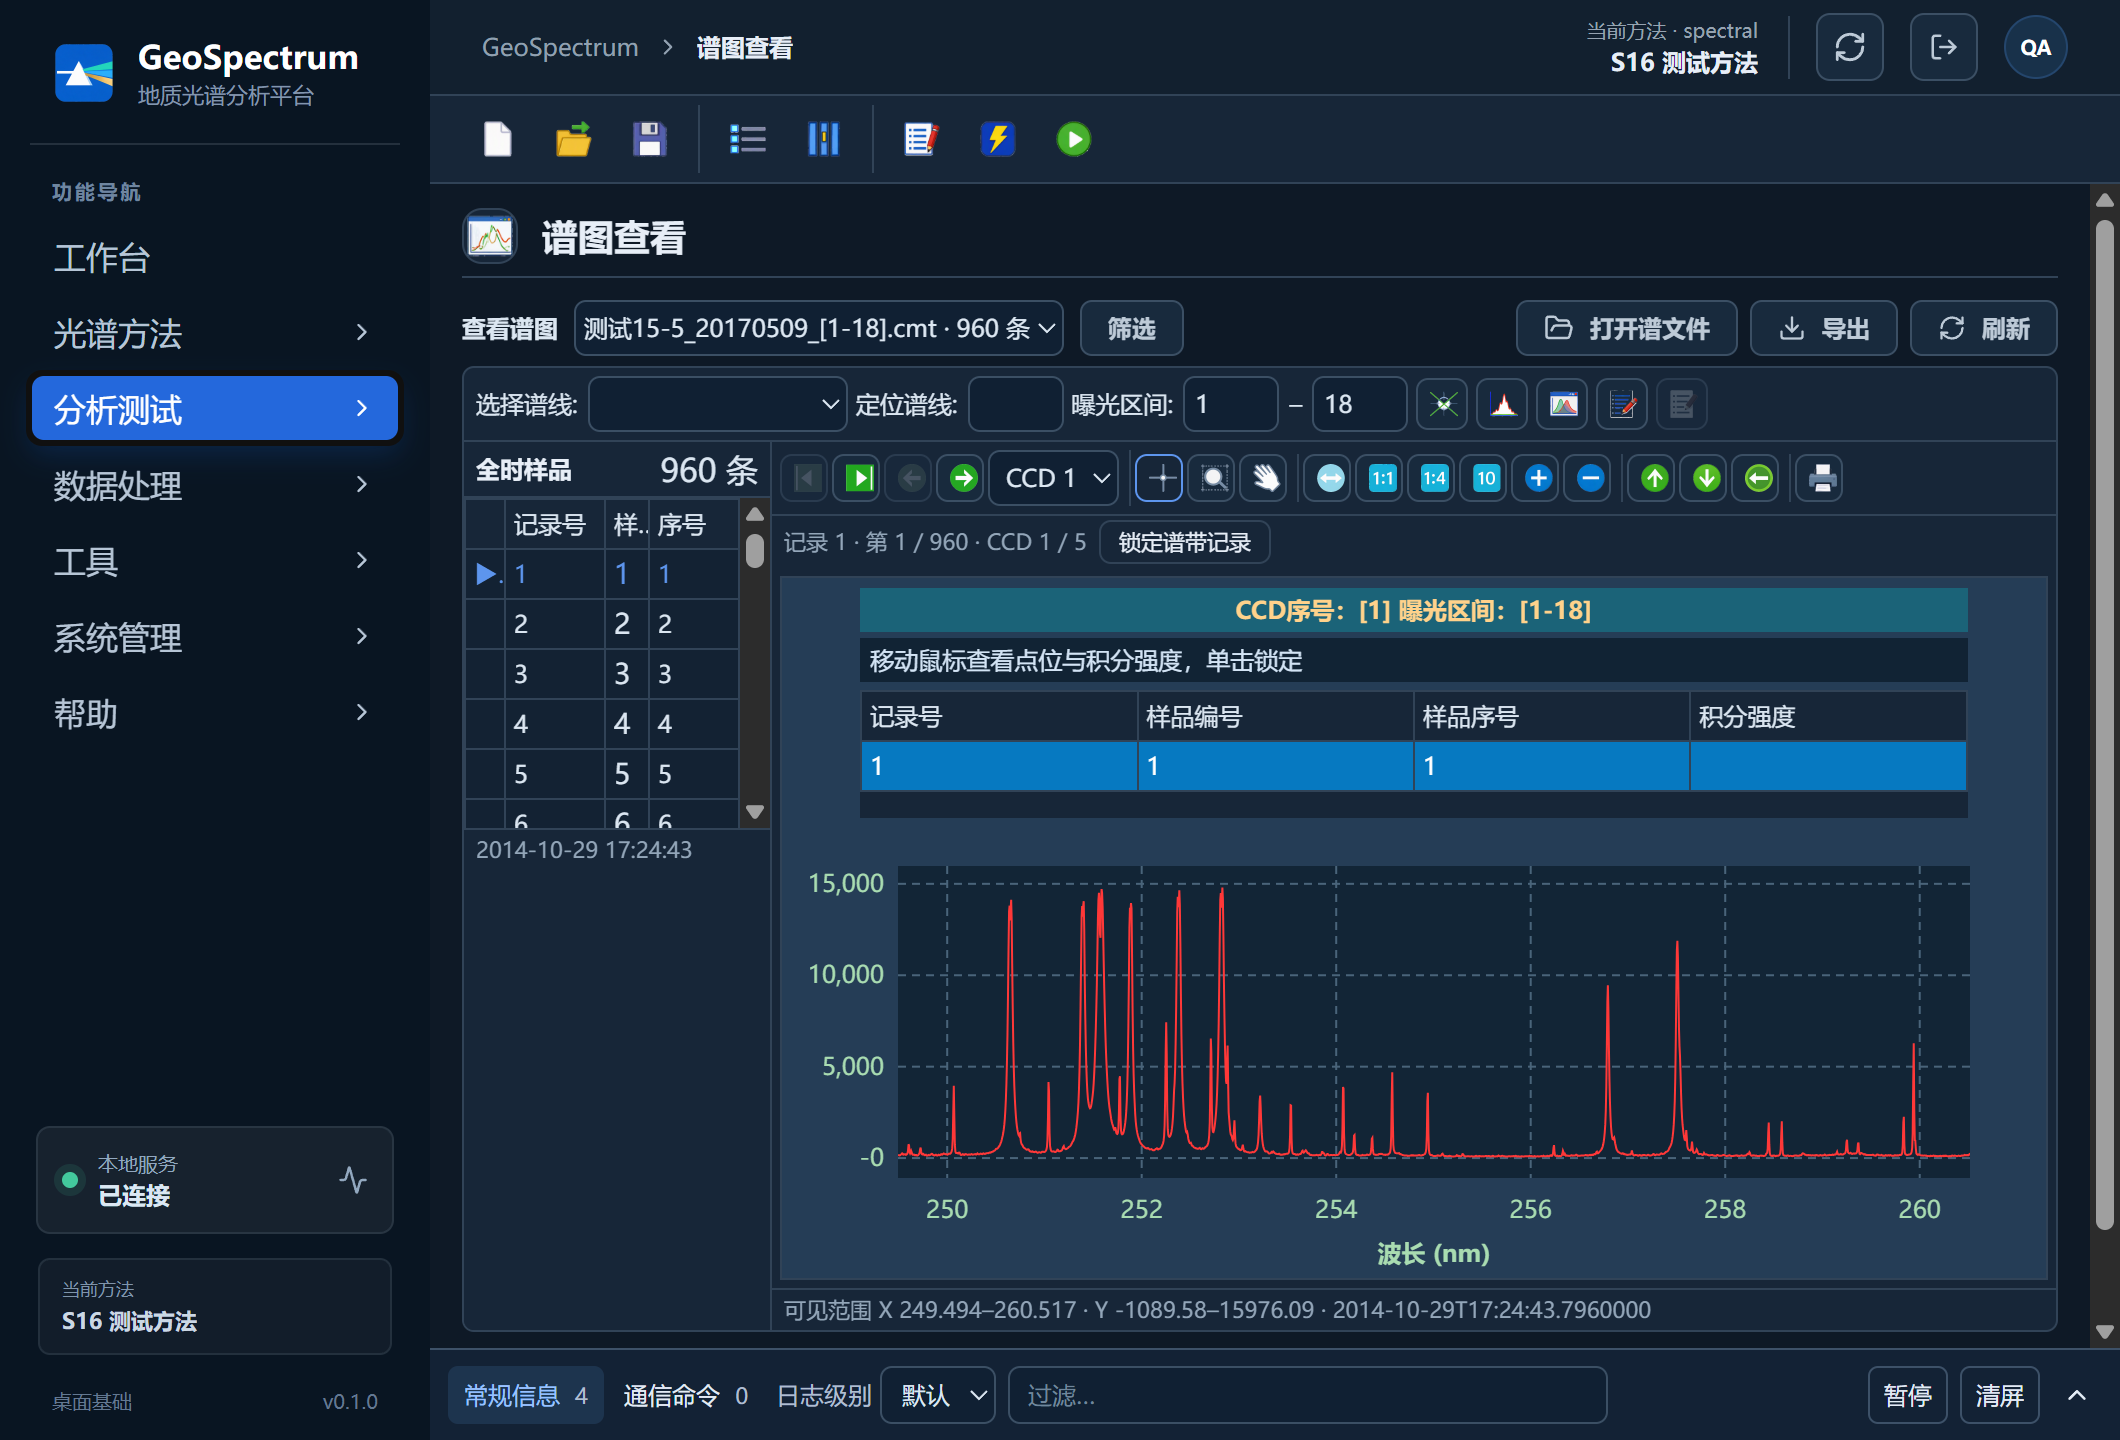 GeoSpectrum
地质光谱分析平台
功能导航
工作台
光谱方法
分析测试
数据处理
工具
系统管理
帮助
本地服务
已连接
当前方法
S16 测试方法
桌面基础 v0.1.0
GeoSpectrum 谱图查看
当前方法 · spectral
S16 测试方法
QA
谱图查看
查看谱图 测试15-5_20170509_[1-18].cmt · 960 条 筛选 打开谱文件 导出 刷新
选择谱线: 定位谱线: 曝光区间: 1 – 18
全时样品 960 条
记录号 样.. 序号
1 1 1
2 2 2
3 3 3
4 4 4
5 5 5
6 6 6
2014-10-29 17:24:43
CCD 1 1:1 1:4 10
记录 1 · 第 1 / 960 · CCD 1 / 5 锁定谱带记录
CCD序号：[1] 曝光区间：[1-18]
移动鼠标查看点位与积分强度，单击锁定
记录号 样品编号 样品序号 积分强度
1 1 1
15,000
10,000
5,000
-0
250 252 254 256 258 260
波长 (nm)
可见范围 X 249.494–260.517 · Y -1089.58–15976.09 · 2014-10-29T17:24:43.7960000
常规信息 4 通信命令 0 日志级别 默认 过滤... 暂停 清屏